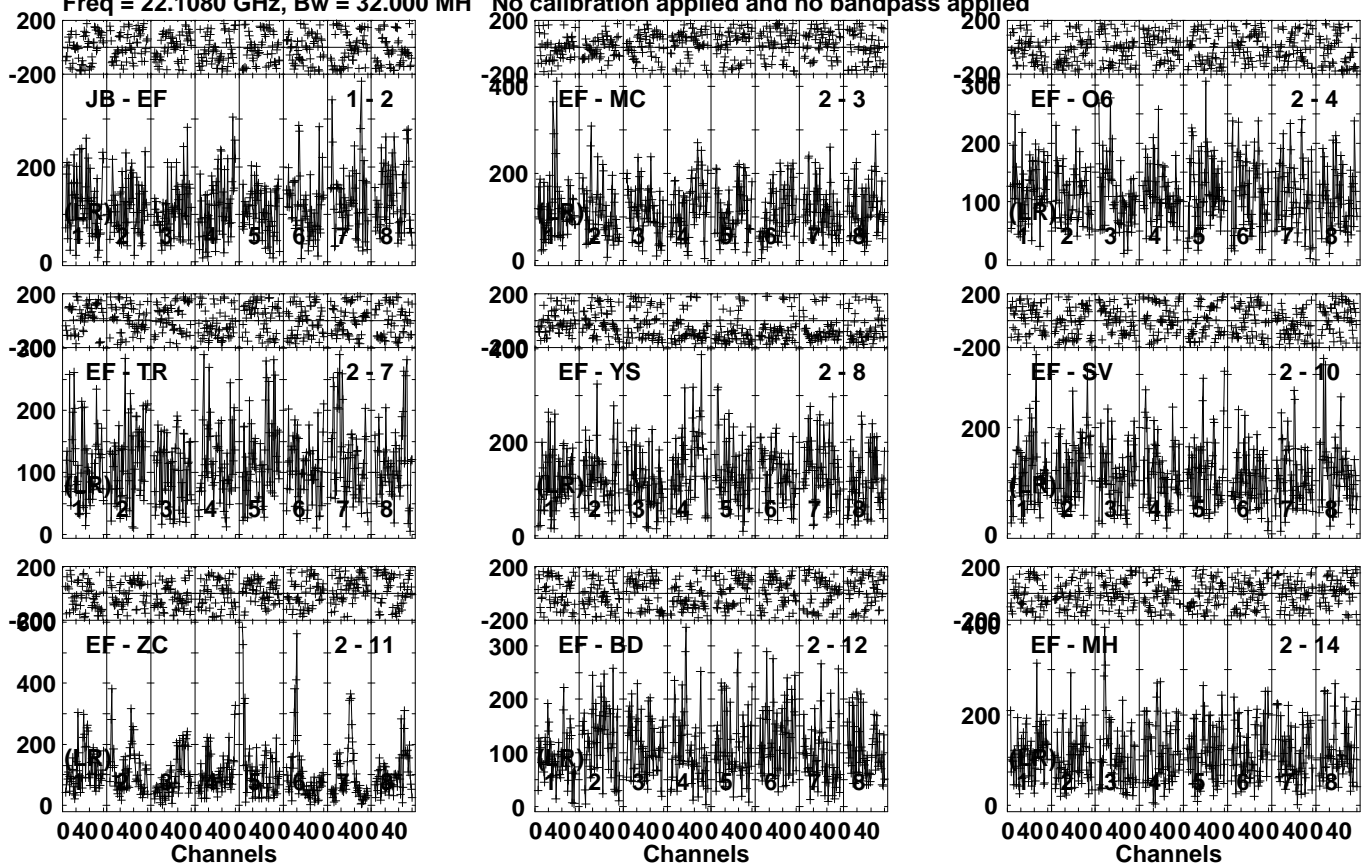 Freq = 22.1080 GHz, Bw = 32.000 MH No calibration applied and no bandpass applied
200
-200
JB - EF 1 - 2
200
0
(LR)
1 2 3 4 5 6 7 8
200
-200
400
EF - MC 2 - 3
200
0
(LR)
1 2 3 4 5 6 7 8
200
-200
300
EF - O6 2 - 4
200
100
0
(LR)
1 2 3 4 5 6 7 8
200
-200
300
EF - TR 2 - 7
200
100
0
(LR)
1 2 3 4 5 6 7 8
200
-200
400
EF - YS 2 - 8
200
0
(LR)
1 2 3 4 5 6 7 8
200
-200
EF - SV 2 - 10
200
0
(LR)
1 2 3 4 5 6 7 8
200
-200
600
EF - ZC 2 - 11
400
200
0
(LR)
1 2 3 4 5 6 7 8
0 40 0 40 0 40 0 40 0 40 0 40 0 40 0 40
Channels
200
-200
300
EF - BD 2 - 12
200
100
0
(LR)
1 2 3 4 5 6 7 8
0 40 0 40 0 40 0 40 0 40 0 40 0 40 0 40
Channels
200
-200
400
EF - MH 2 - 14
200
0
(LR)
1 2 3 4 5 6 7 8
0 40 0 40 0 40 0 40 0 40 0 40 0 40 0 40
Channels